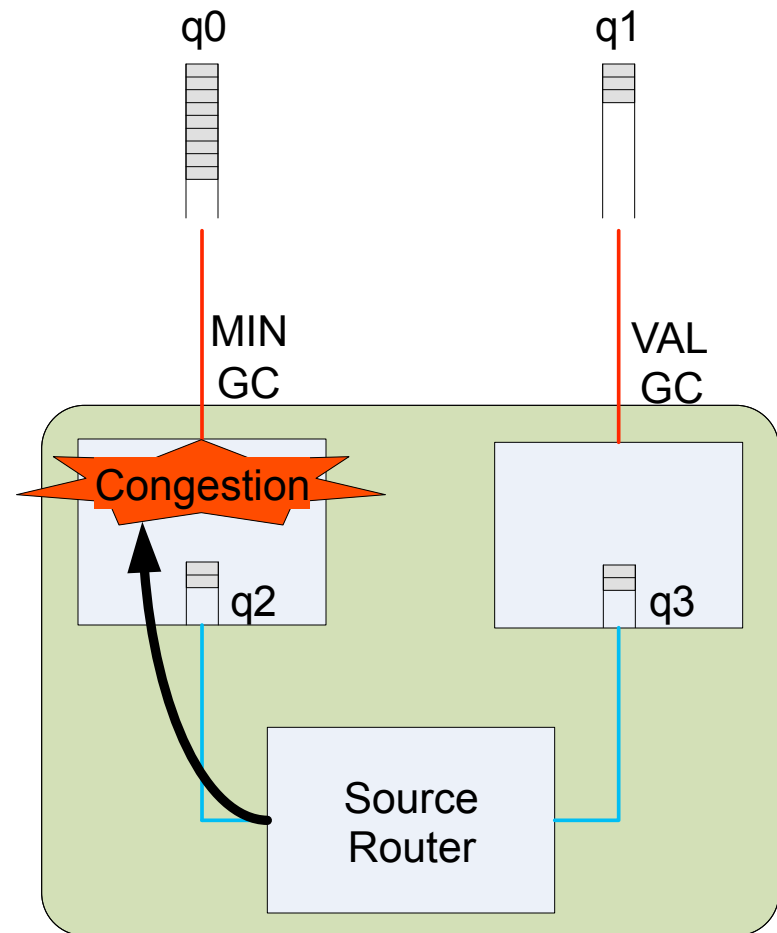 q0
q1
MIN
GC
VAL
GC
Congestion
q2
q3
Source
Router